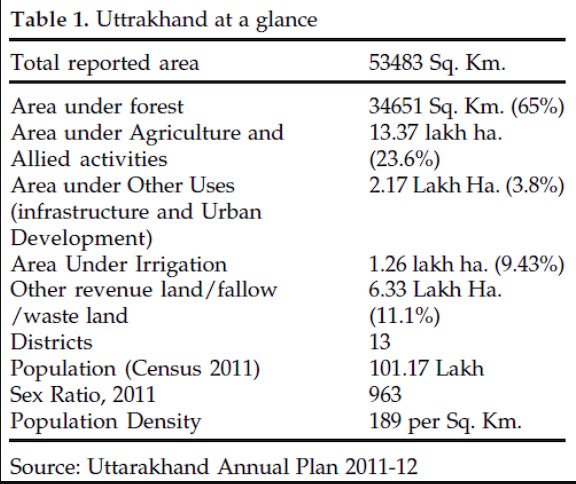 Table 1. Uttrakhand at a glance
Total reported area 53483 Sq. Km.
Area under forest 34651 Sq. Km. (65%)
Area under Agriculture and 13.37 lakh ha.
Allied activities (23.6%)
Area under Other Uses 2.17 Lakh Ha. (3.8%)
(infrastructure and Urban
Development)
Area Under Irrigation 1.26 lakh ha. (9.43%)
Other revenue land/fallow 6.33 Lakh Ha.
/waste land (11.1%)
Districts 13
Population (Census 2011) 101.17 Lakh
Sex Ratio, 2011 963
Population Density 189 per Sq. Km.
Source: Uttarakhand Annual Plan 2011-12